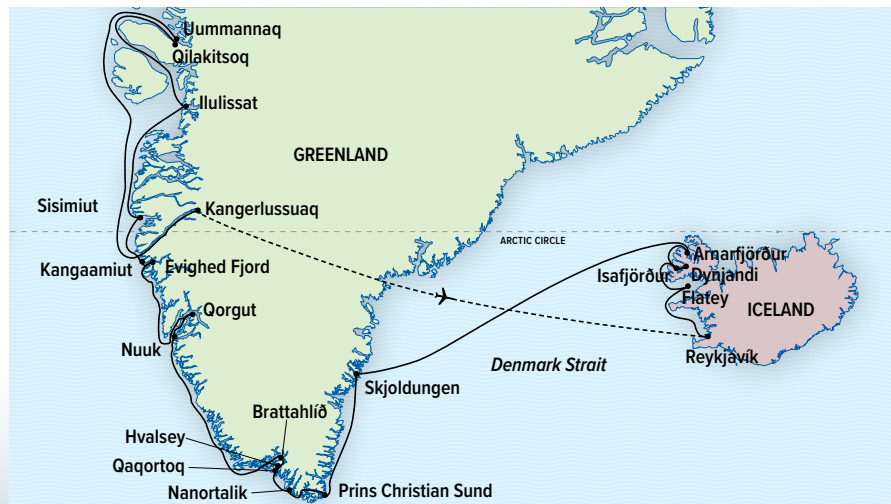 Uummannaq
Qilakitsoq
Ilulissat
GREENLAND
Sisimiut
Kangerlussuaq
ARCTIC CIRCLE
Kangaamiut
Evighed Fjord
Arnarfjörður
Isafjörður
Dynjandi
Flatey
ICELAND
Qorgut
Nuuk
Reykjavík
Denmark Strait
Skjoldungen
Brattahlíð
Hvalsey
Qaqortoq
Nanortalik
Prins Christian Sund